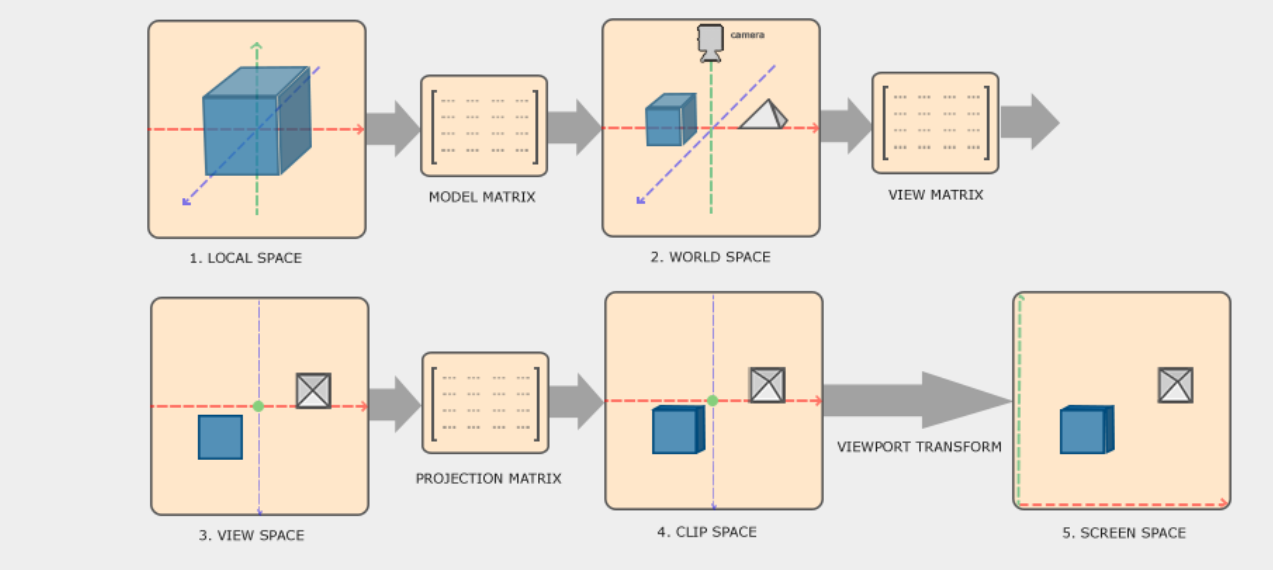 camera
MODEL MATRIX
VIEW MATRIX
1. LOCAL SPACE
2. WORLD SPACE
VIEWPORT TRANSFORM
PROJECTION MATRIX
3. VIEW SPACE
4. CLIP SPACE
5. SCREEN SPACE